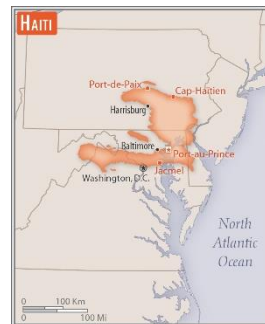 HAITI
Port-de-Paix
Cap-Haïtien
Harrisburg
Baltimore
Port-au-Prince
Jacmel
Washington, D.C.
North
Atlantic
Ocean
0 100 Km
0 100 Mi